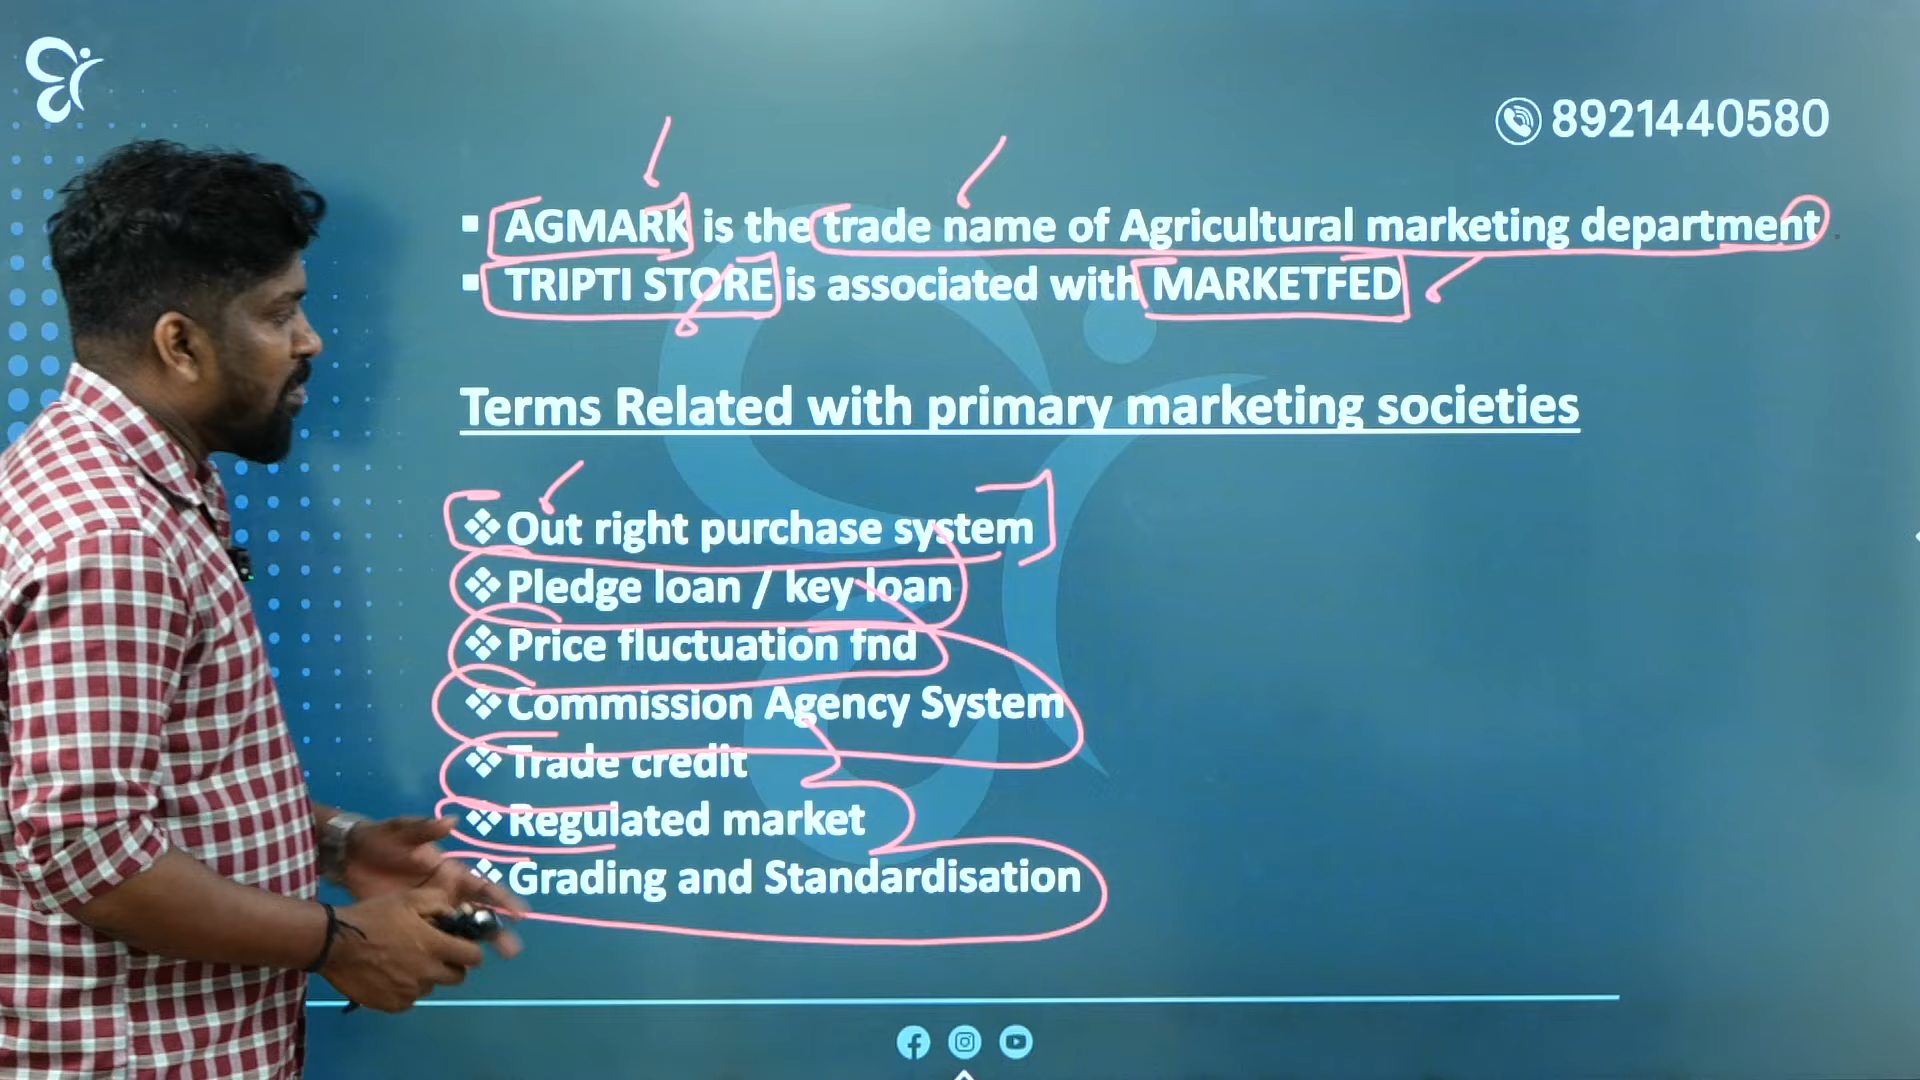 8921440580
▪ AGMARK is the trade name of Agricultural marketing department
▪ TRIPTI STORE is associated with MARKETFED
Terms Related with primary marketing societies
❖Out right purchase system
❖Pledge loan / key loan
❖Price fluctuation fnd
❖Commission Agency System
❖Trade credit
❖Regulated market
❖Grading and Standardisation